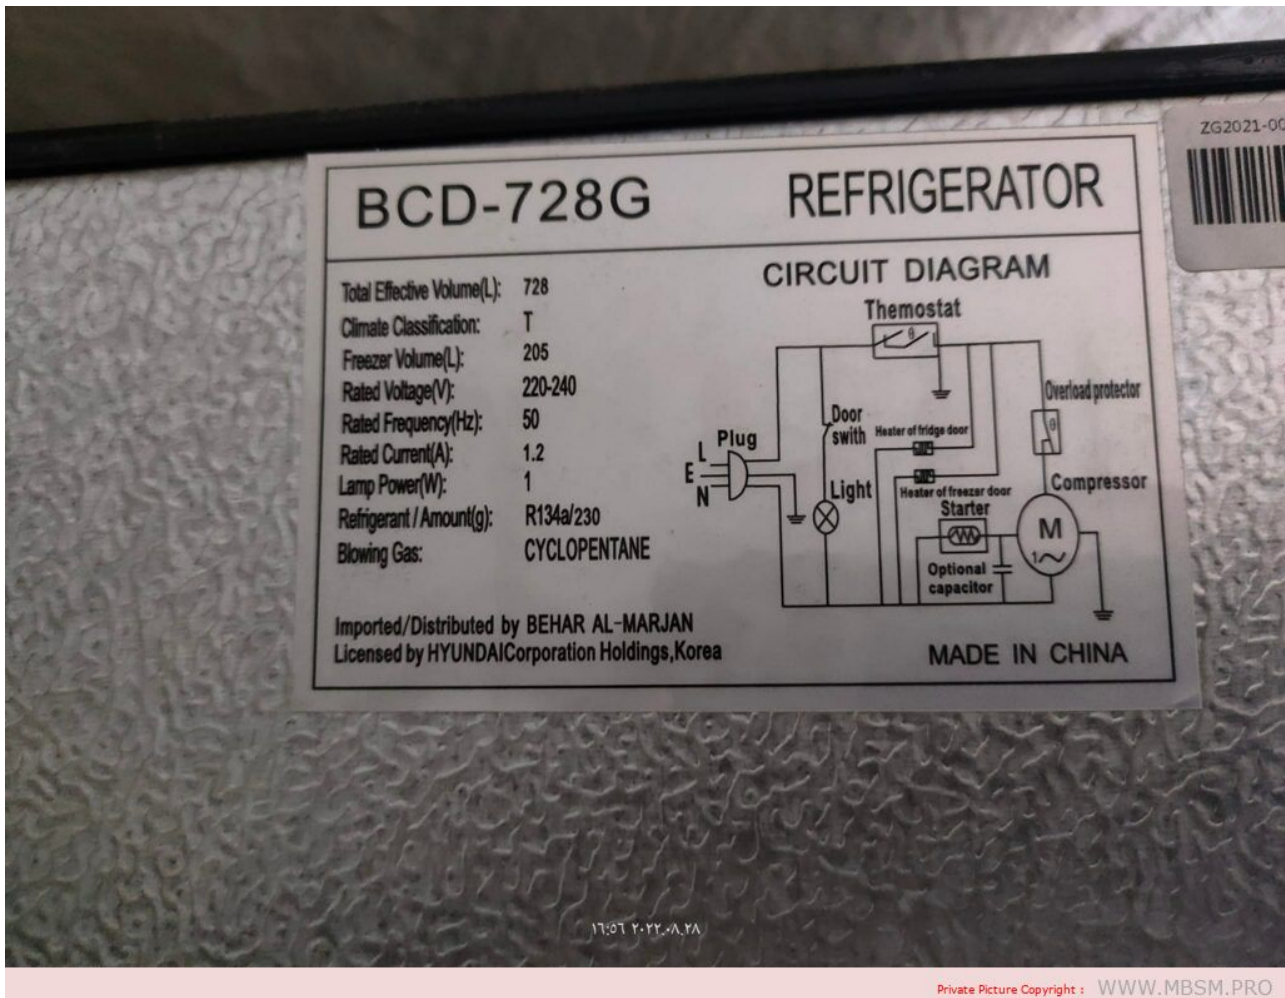 ZG2021-00
BCD-728G
REFRIGERATOR
Total Effective Volume(L): 728
Climate Classification: T
Freezer Volume(L): 205
Rated Voltage(V): 220-240
Rated Frequency(Hz): 50
Rated Current(A): 1.2
Lamp Power(W): 1
Refrigerant / Amount(g): R134a/230
Blowing Gas: CYCLOPENTANE
Imported/Distributed by BEHAR AL-MARJAN
Licensed by HYUNDAICorporation Holdings,Korea
CIRCUIT DIAGRAM
Themostat
θ
Overload protector
θ
Door
swith
Heater of fridge door
Plug
L
E
N
Light
Heater of freezer door
Starter
Compressor
M
1~
Optional
capacitor
MADE IN CHINA
١٦:٥٦ ٢٠٢٢.٠٨.٢٨
Private Picture Copyright : WWW.MBSM.PRO